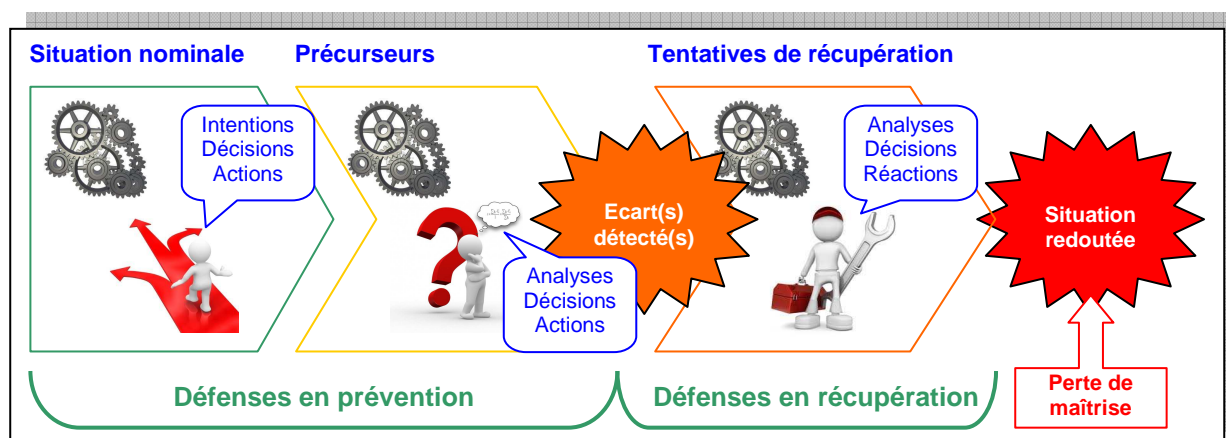 Situation nominale
Précurseurs
Tentatives de récupération
Intentions
Décisions
Actions
Analyses
Décisions
Actions
Ecart(s)
détecté(s)
Analyses
Décisions
Réactions
Situation
redoutée
Défenses en prévention
Défenses en récupération
Perte de
maîtrise